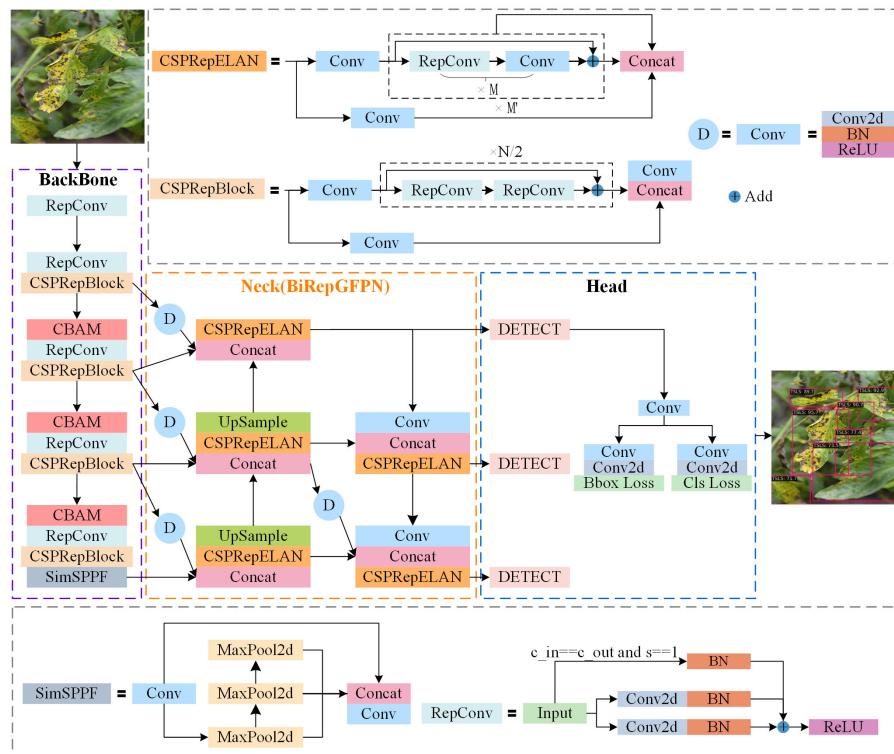 CSPRepELAN = Conv RepConv Conv Concat
× M
× M'
Conv
D = Conv = Conv2d
BN
ReLU
×N/2
CSPRepBlock = Conv RepConv RepConv Conv
Concat
Conv
Add
BackBone
RepConv
RepConv
CSPRepBlock
CBAM
RepConv
CSPRepBlock
CBAM
RepConv
CSPRepBlock
CBAM
RepConv
CSPRepBlock
SimSPPF
Neck(BiRepGFPN)
D
CSPRepELAN
Concat
D
UpSample
CSPRepELAN
Concat
Conv
Concat
CSPRepELAN
D
D
UpSample
CSPRepELAN
Concat
Conv
Concat
CSPRepELAN
Head
DETECT
Conv
Conv
Conv2d
Bbox Loss
Conv
Conv2d
Cls Loss
DETECT
DETECT
SimSPPF = Conv
MaxPool2d
MaxPool2d
MaxPool2d
Concat
Conv
c_in==c_out and s==1
BN
RepConv = Input
Conv2d BN
Conv2d BN
ReLU